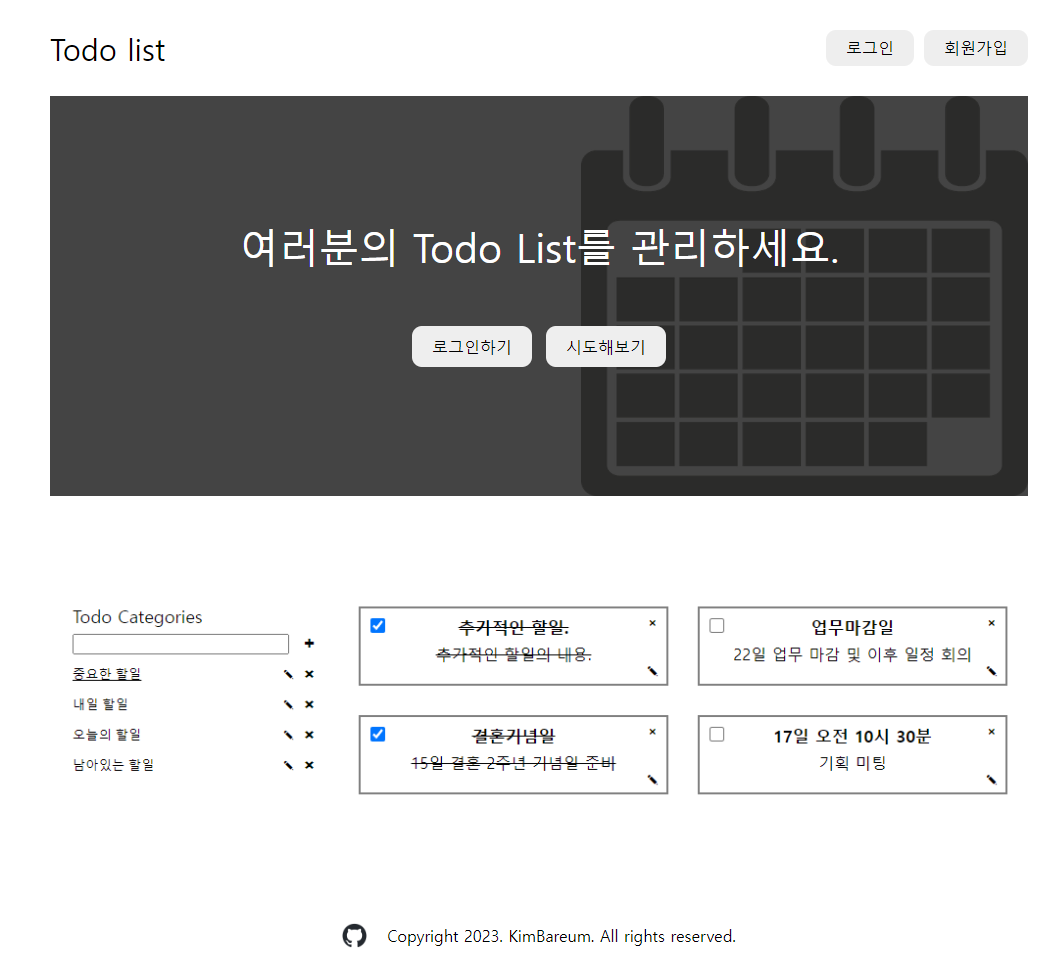 Todo list
로그인
회원가입
여러분의 Todo List를 관리하세요.
로그인하기
시도해보기
Todo Categories
중요한 할일
내일 할일
오늘의 할일
남아있는 할일
추가적인 할일.
추가적인 할일의 내용.
업무마감일
22일 업무 마감 및 이후 일정 회의
결혼기념일
15일 결혼 2주년 기념일 준비
17일 오전 10시 30분
기획 미팅
Copyright 2023. KimBareum. All rights reserved.